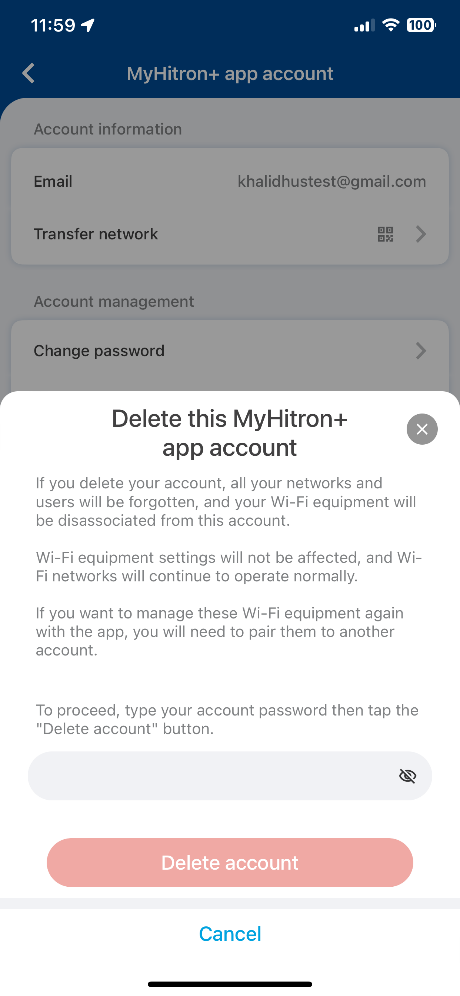 11:59
100
MyHitron+ app account
Account information
Email khalidhustest@gmail.com
Transfer network
Account management
Change password
Delete this MyHitron+
app account
If you delete your account, all your networks and
users will be forgotten, and your Wi-Fi equipment will
be disassociated from this account.
Wi-Fi equipment settings will not be affected, and Wi-
Fi networks will continue to operate normally.
If you want to manage these Wi-Fi equipment again
with the app, you will need to pair them to another
account.
To proceed, type your account password then tap the
"Delete account" button.
Delete account
Cancel